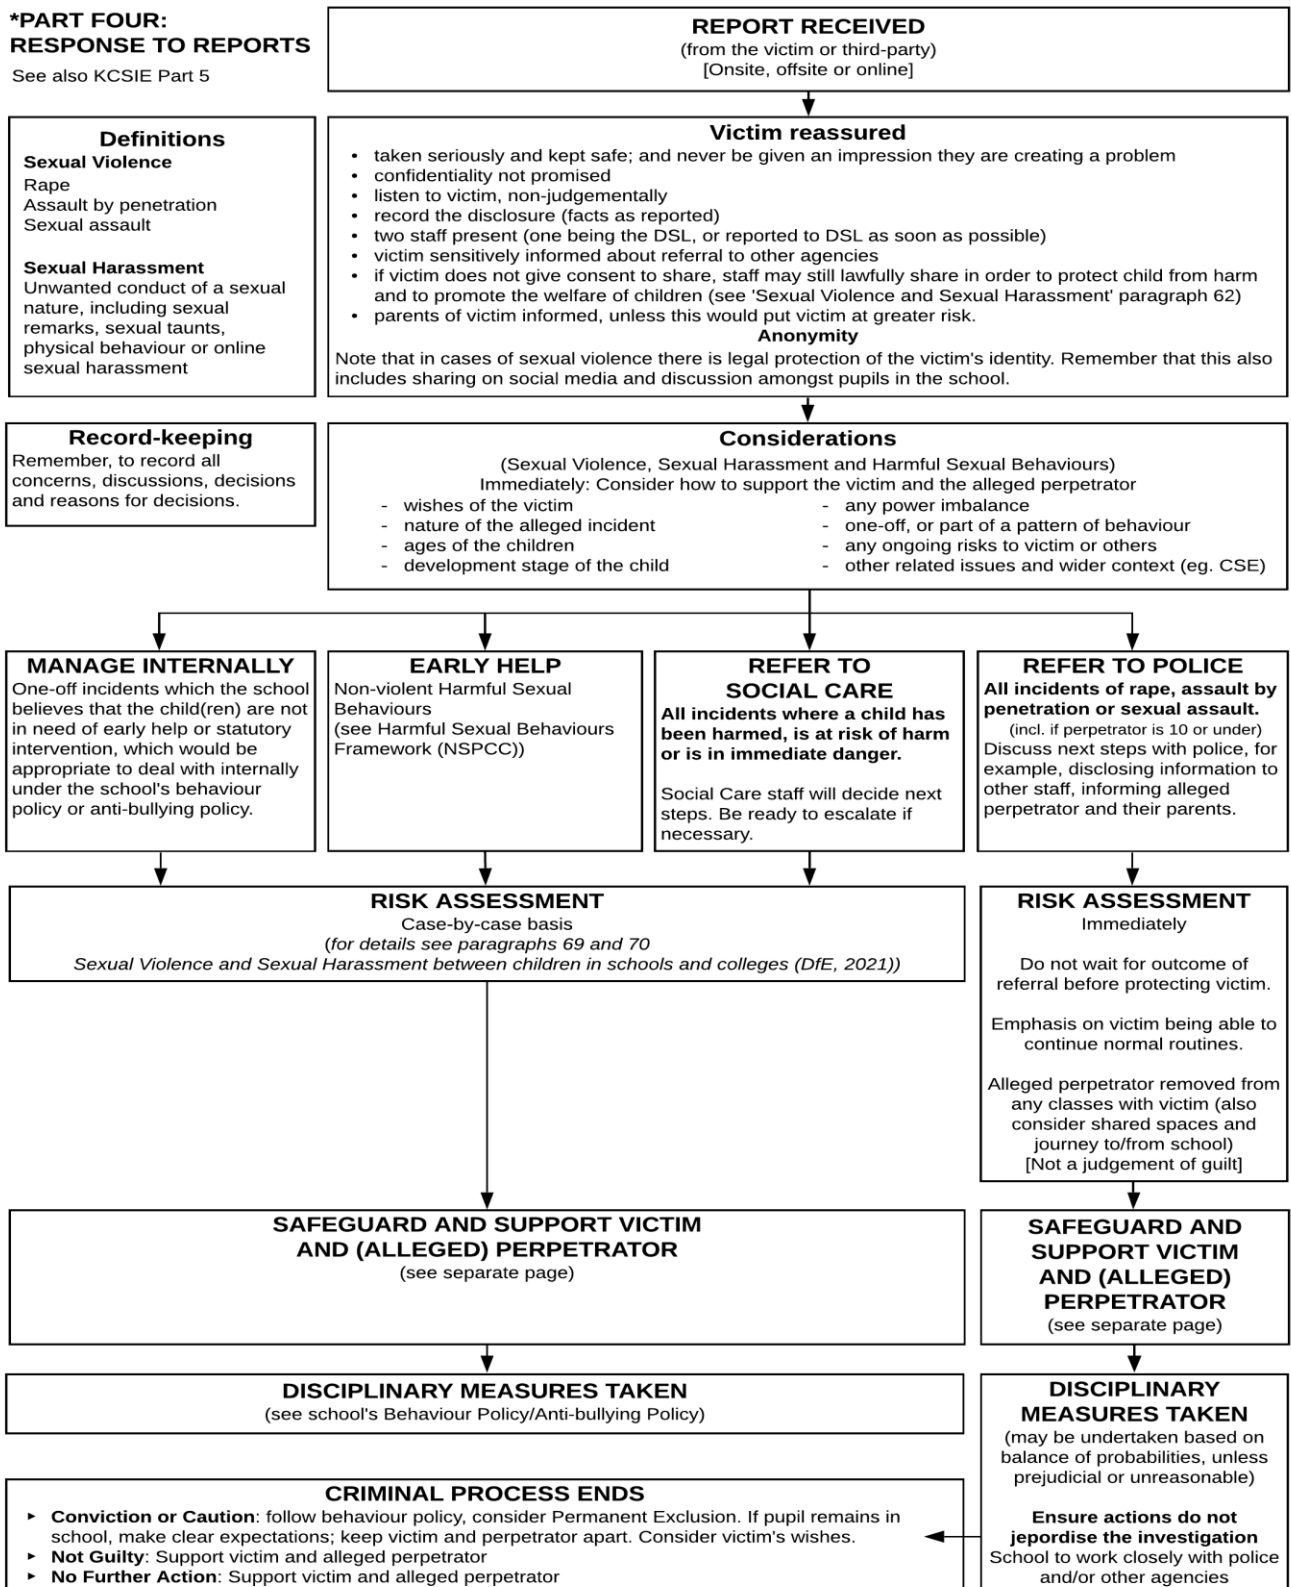 *PART FOUR:
RESPONSE TO REPORTS
See also KCSIE Part 5
REPORT RECEIVED
(from the victim or third-party)
[Onsite, offsite or online]
Definitions
Sexual Violence
Rape
Assault by penetration
Sexual assault
Sexual Harassment
Unwanted conduct of a sexual
nature, including sexual
remarks, sexual taunts,
physical behaviour or online
sexual harassment
Victim reassured
• taken seriously and kept safe; and never be given an impression they are creating a problem
• confidentiality not promised
• listen to victim, non-judgementally
• record the disclosure (facts as reported)
• two staff present (one being the DSL, or reported to DSL as soon as possible)
• victim sensitively informed about referral to other agencies
• if victim does not give consent to share, staff may still lawfully share in order to protect child from harm
and to promote the welfare of children (see 'Sexual Violence and Sexual Harassment' paragraph 62)
• parents of victim informed, unless this would put victim at greater risk.
Anonymity
Note that in cases of sexual violence there is legal protection of the victim's identity. Remember that this also
includes sharing on social media and discussion amongst pupils in the school.
Record-keeping
Remember, to record all
concerns, discussions, decisions
and reasons for decisions.
Considerations
(Sexual Violence, Sexual Harassment and Harmful Sexual Behaviours)
Immediately: Consider how to support the victim and the alleged perpetrator
- wishes of the victim
- nature of the alleged incident
- ages of the children
- development stage of the child
- any power imbalance
- one-off, or part of a pattern of behaviour
- any ongoing risks to victim or others
- other related issues and wider context (eg. CSE)
MANAGE INTERNALLY
One-off incidents which the school
believes that the child(ren) are not
in need of early help or statutory
intervention, which would be
appropriate to deal with internally
under the school's behaviour
policy or anti-bullying policy.
EARLY HELP
Non-violent Harmful Sexual
Behaviours
(see Harmful Sexual Behaviours
Framework (NSPCC))
REFER TO
SOCIAL CARE
All incidents where a child has
been harmed, is at risk of harm
or is in immediate danger.
Social Care staff will decide next
steps. Be ready to escalate if
necessary.
REFER TO POLICE
All incidents of rape, assault by
penetration or sexual assault.
(incl. if perpetrator is 10 or under)
Discuss next steps with police, for
example, disclosing information to
other staff, informing alleged
perpetrator and their parents.
RISK ASSESSMENT
Case-by-case basis
(for details see paragraphs 69 and 70
Sexual Violence and Sexual Harassment between children in schools and colleges (DfE, 2021))
RISK ASSESSMENT
Immediately
Do not wait for outcome of
referral before protecting victim.
Emphasis on victim being able to
continue normal routines.
Alleged perpetrator removed from
any classes with victim (also
consider shared spaces and
journey to/from school)
[Not a judgement of guilt]
SAFEGUARD AND SUPPORT VICTIM
AND (ALLEGED) PERPETRATOR
(see separate page)
SAFEGUARD AND
SUPPORT VICTIM
AND (ALLEGED)
PERPETRATOR
(see separate page)
DISCIPLINARY MEASURES TAKEN
(see school's Behaviour Policy/Anti-bullying Policy)
DISCIPLINARY
MEASURES TAKEN
(may be undertaken based on
balance of probabilities, unless
prejudicial or unreasonable)
Ensure actions do not
jepordise the investigation
School to work closely with police
and/or other agencies
CRIMINAL PROCESS ENDS
► Conviction or Caution: follow behaviour policy, consider Permanent Exclusion. If pupil remains in
school, make clear expectations; keep victim and perpetrator apart. Consider victim's wishes.
► Not Guilty: Support victim and alleged perpetrator
► No Further Action: Support victim and alleged perpetrator